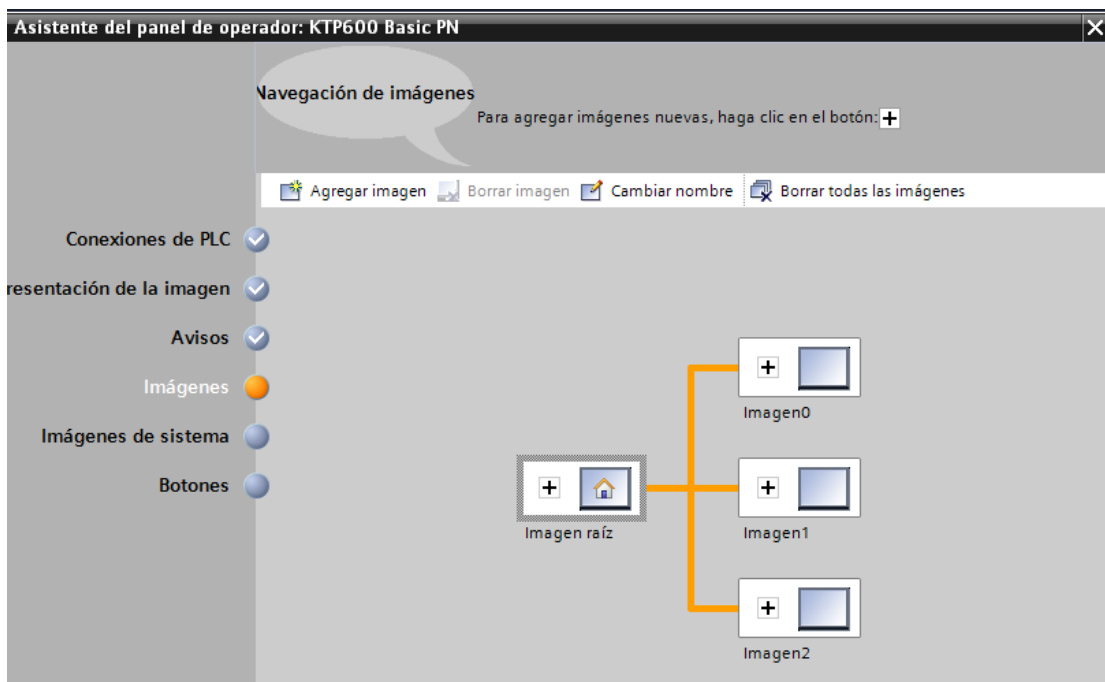 Asistente del panel de operador: KTP600 Basic PN
Navegación de imágenes
Para agregar imágenes nuevas, haga clic en el botón:
Agregar imagen Borrar imagen Cambiar nombre Borrar todas las imágenes
Conexiones de PLC
resentación de la imagen
Avisos
Imágenes
Imágenes de sistema
Botones
Imagen0
Imagen raíz
Imagen1
Imagen2